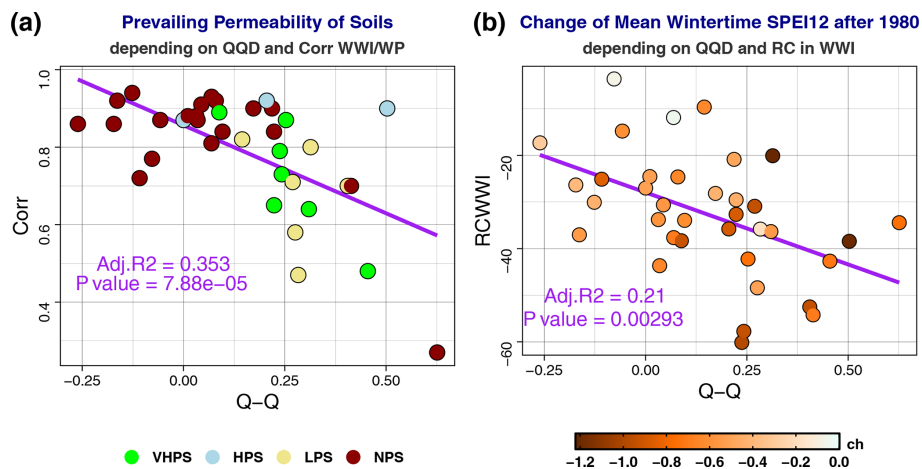 (a)
Prevailing Permeability of Soils
depending on QQD and Corr WWI/WP
1.0
0.8
0.6
0.4
Corr
Adj.R2 = 0.353
P value = 7.88e−05
−0.25 0.00 0.25 0.50
Q−Q
VHPS HPS LPS NPS
(b)
Change of Mean Wintertime SPEI12 after 1980
depending on QQD and RC in WWI
−20
−40
−60
RCWWI
Adj.R2 = 0.21
P value = 0.00293
−0.25 0.00 0.25 0.50
Q−Q
ch
−1.2 −1.0 −0.8 −0.6 −0.4 −0.2 0.0